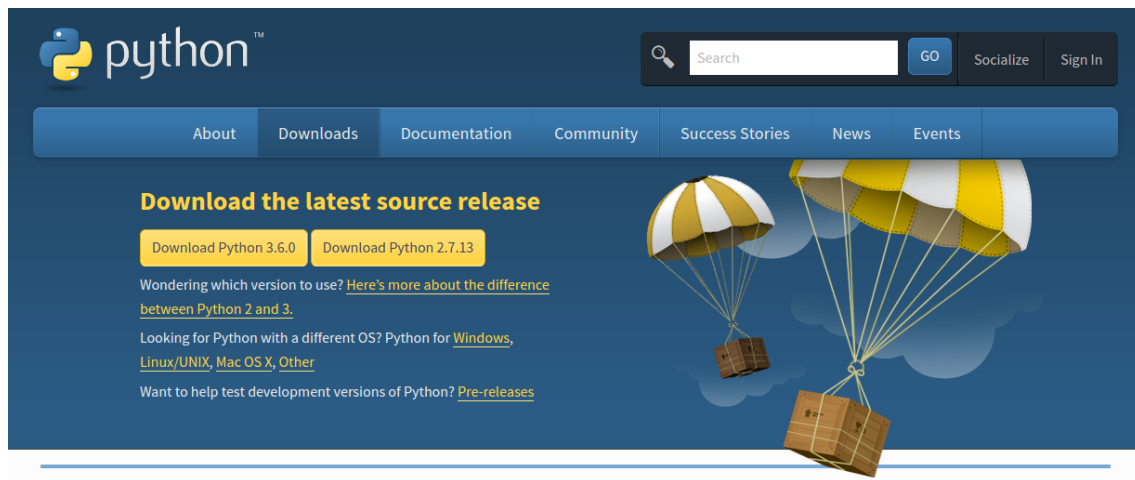 python™
Search
GO
Socialize
Sign In
About
Downloads
Documentation
Community
Success Stories
News
Events
Download the latest source release
Download Python 3.6.0
Download Python 2.7.13
Wondering which version to use? Here's more about the difference
between Python 2 and 3.
Looking for Python with a different OS? Python for Windows,
Linux/UNIX, Mac OS X, Other
Want to help test development versions of Python? Pre-releases